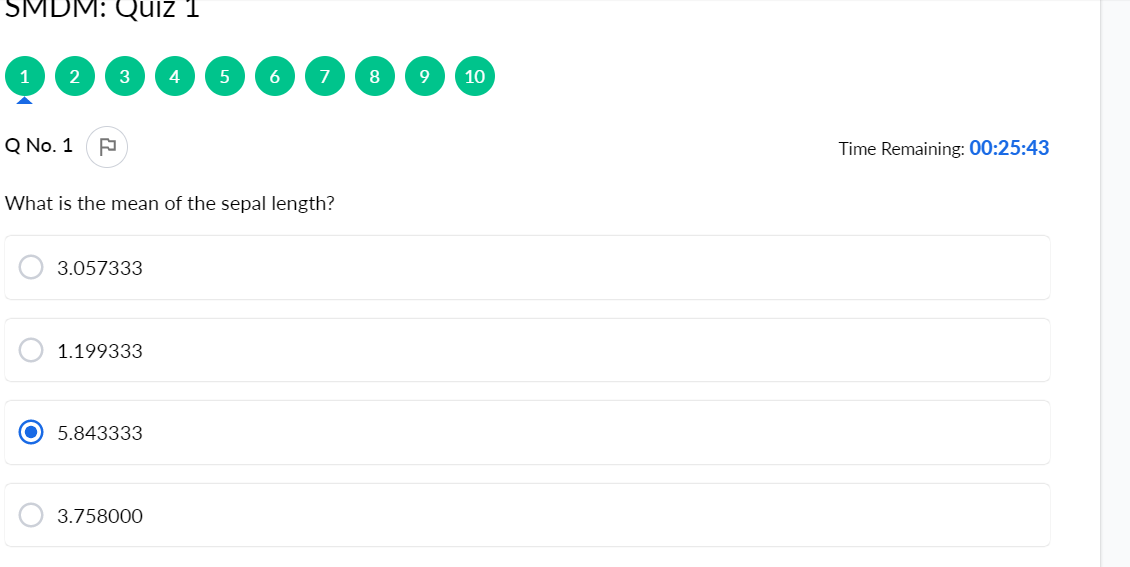 SMDM: Quiz 1
1 2 3 4 5 6 7 8 9 10
Q No. 1
Time Remaining: 00:25:43
What is the mean of the sepal length?
3.057333
1.199333
5.843333
3.758000